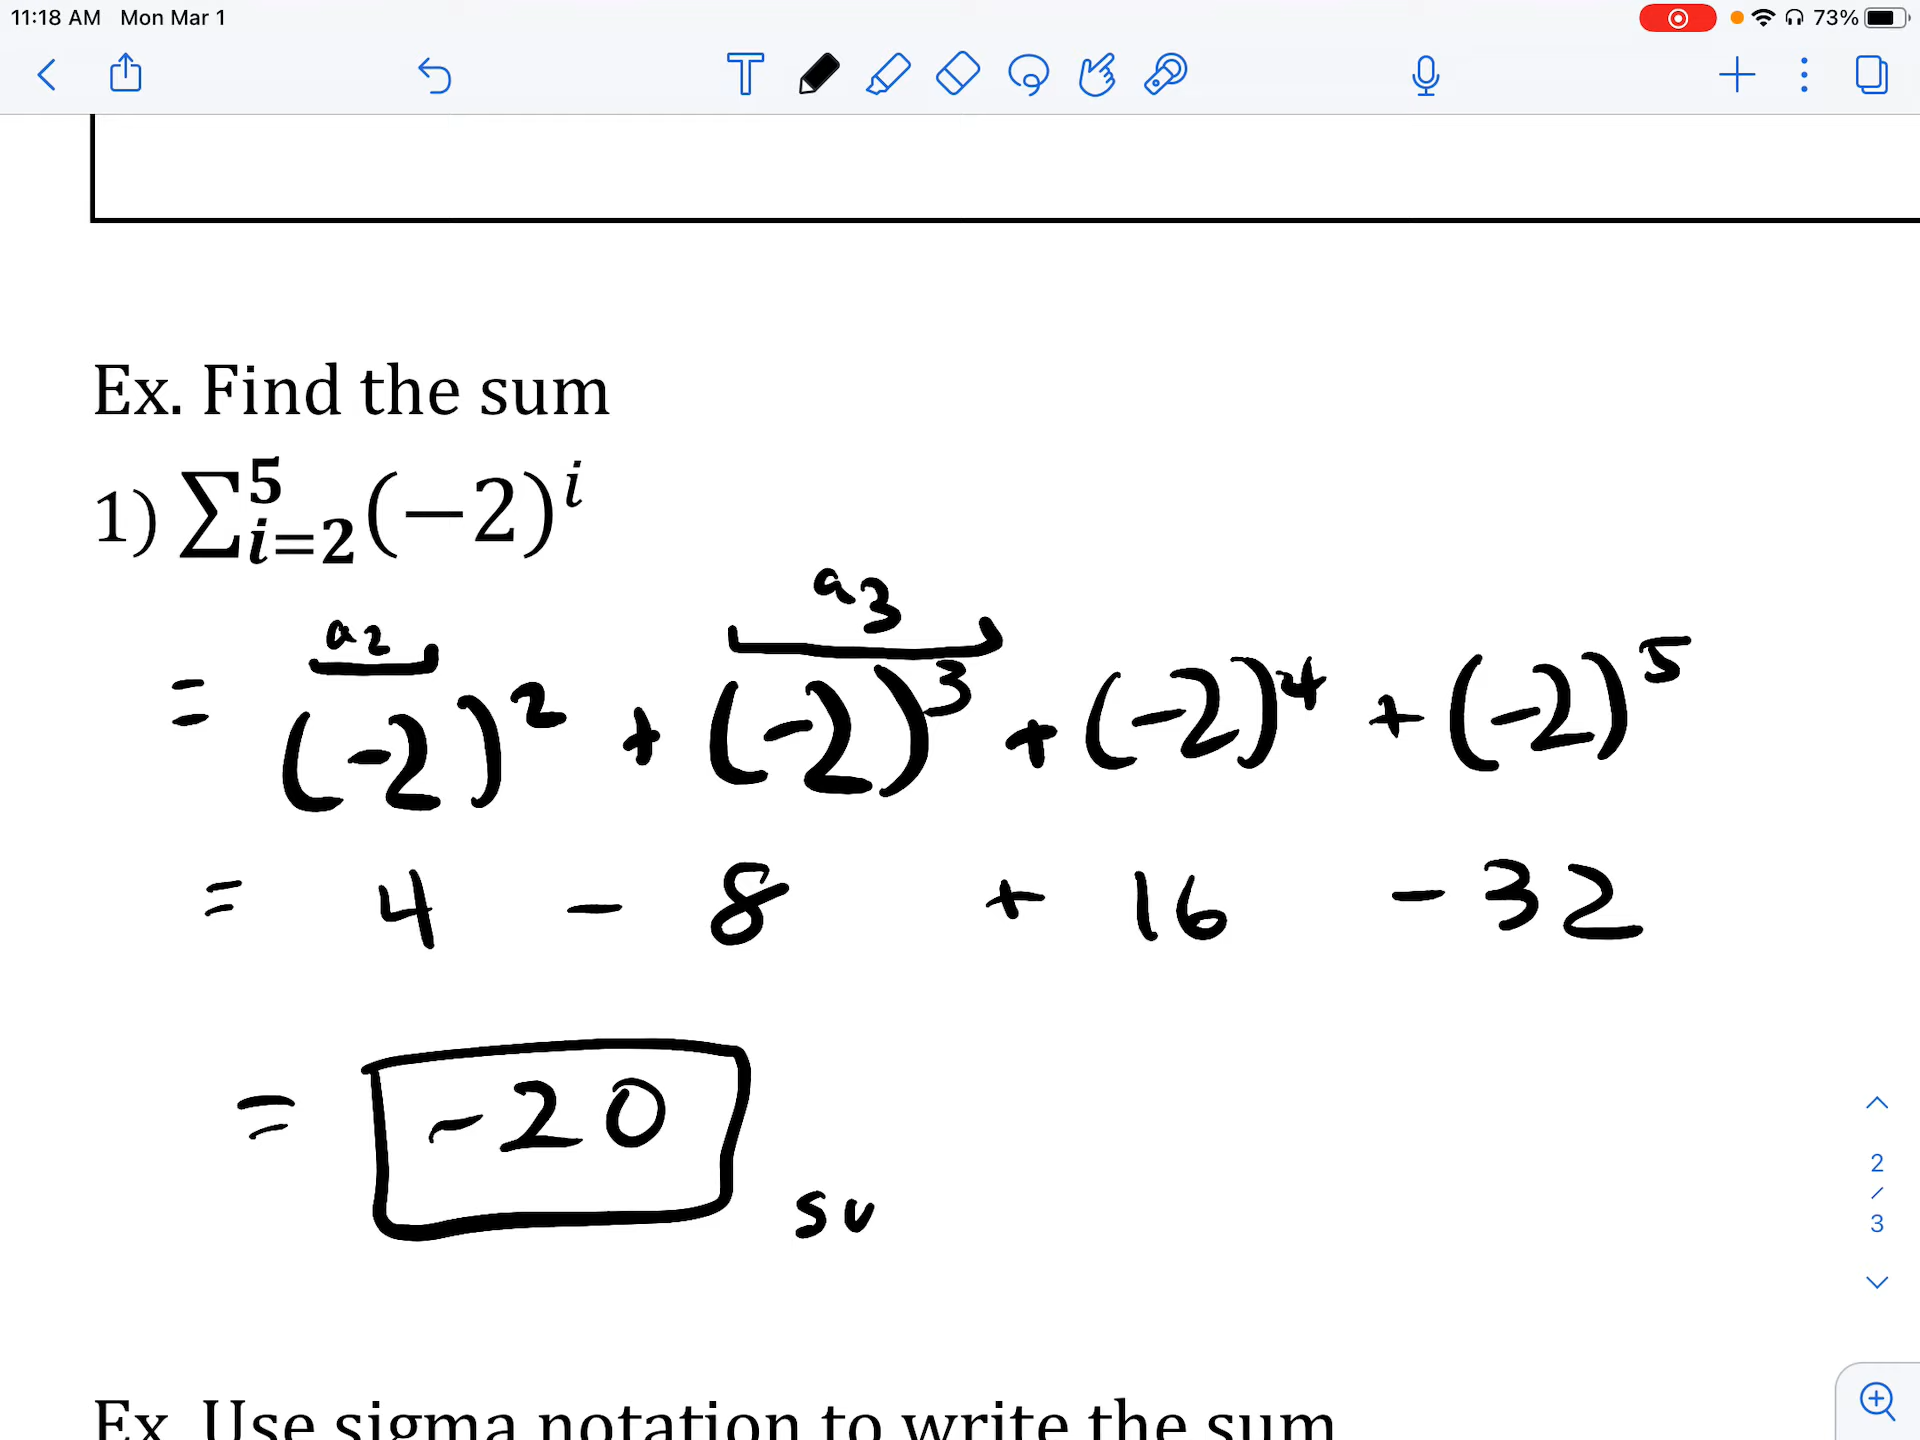 11:18 AM Mon Mar 1 73%
T
Ex. Find the sum
1) ∑⁵ᵢ₌₂(−2)ⁱ
a₂ a₃
= (-2)² + (-2)³ + (-2)⁴ + (-2)⁵
= 4 - 8 + 16 - 32
= -20
su
2
/
3
Ex. Use sigma notation to write the sum